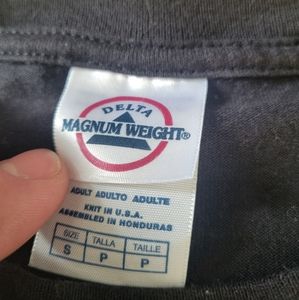 DELTA
MAGNUM WEIGHT®
ADULT ADULTO ADULTE
KNIT IN U.S.A.
ASSEMBLED IN HONDURAS
SIZE TALLA TAILLE
S P P